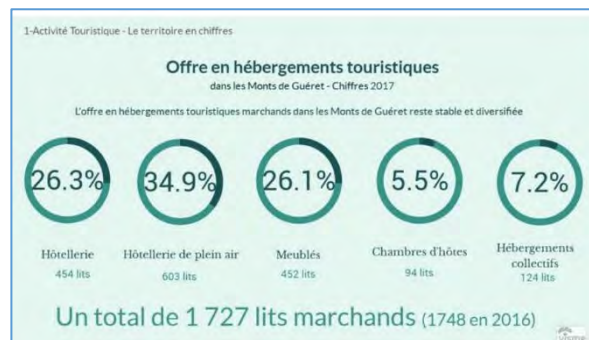 1-Activité Touristique - Le territoire en chiffres
Offre en hébergements touristiques
dans les Monts de Guéret - Chiffres 2017
L'offre en hébergements touristiques marchands dans les Monts de Guéret reste stable et diversifiée
26.3% 34.9% 26.1% 5.5% 7.2%
Hôtellerie
454 lits
Hôtellerie de plein air
603 lits
Meublés
452 lits
Chambres d'hôtes
94 lits
Hébergements
collectifs
124 lits
Un total de 1 727 lits marchands (1748 en 2016)